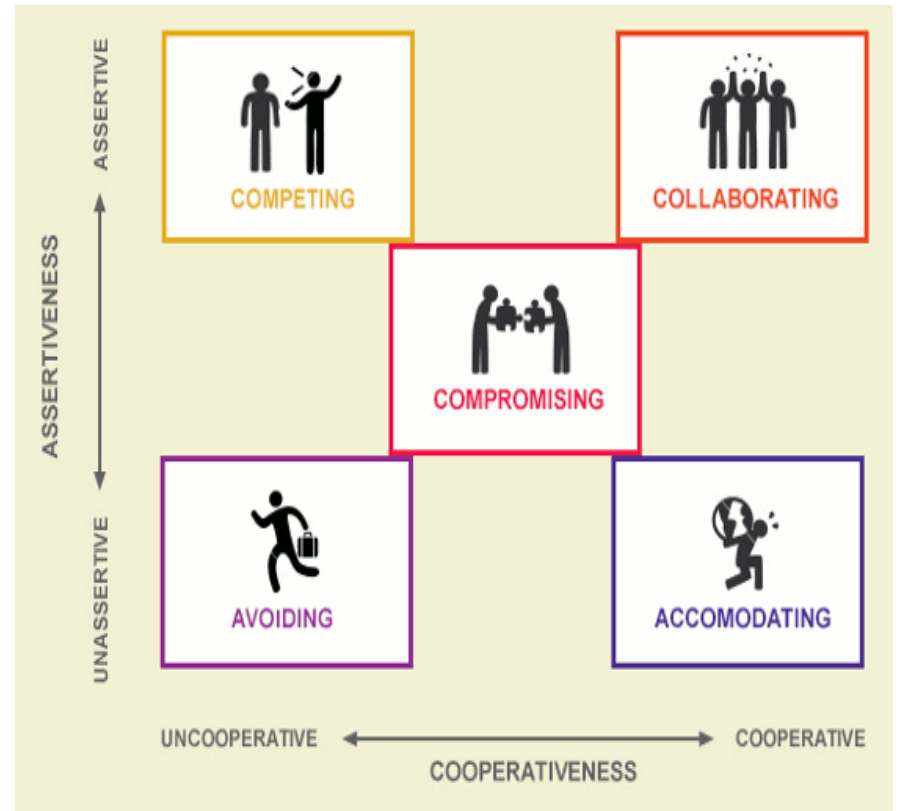 ASSERTIVE
COMPETING
COLLABORATING
ASSERTIVENESS
COMPROMISING
UNASSERTIVE
AVOIDING
ACCOMODATING
UNCOOPERATIVE
COOPERATIVE
COOPERATIVENESS